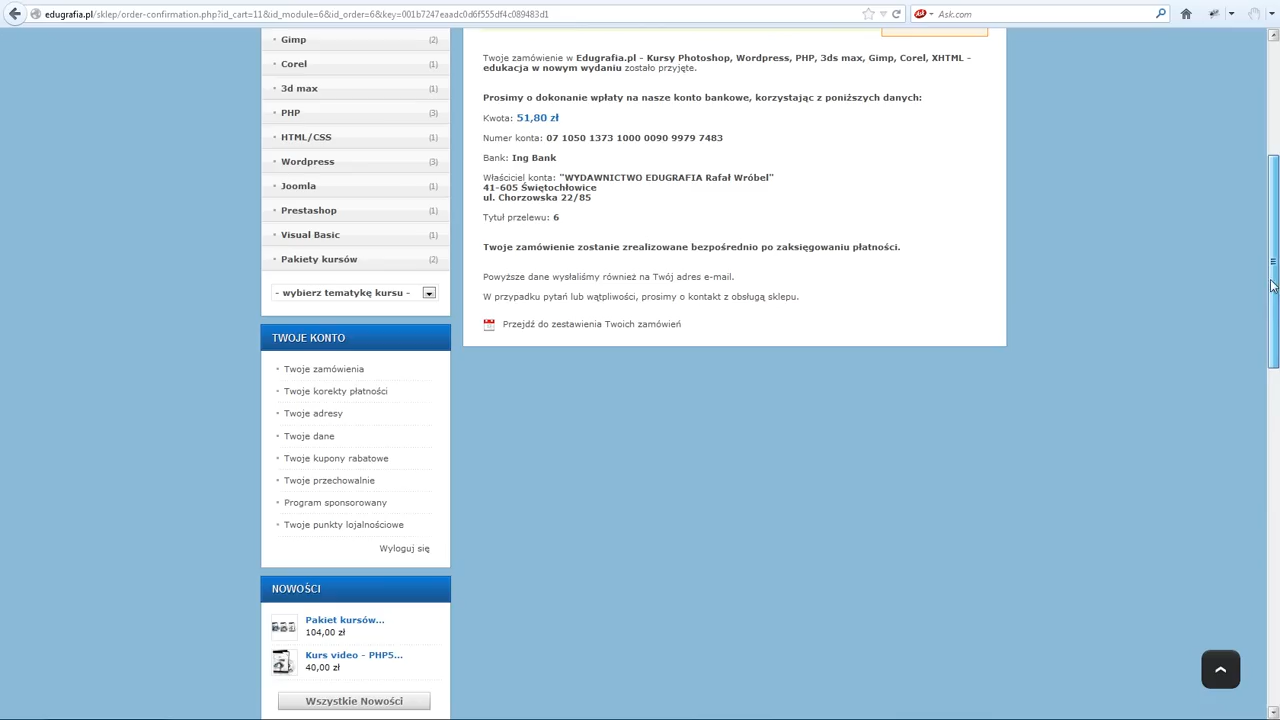 edugrafia.pl/sklep/order-confirmation.php?id_cart=11&id_module=6&id_order=6&key=001b7247eaadc0d6f555df4c089483d1
Ask.com
Gimp (2)
Corel (1)
3d max (1)
PHP (3)
HTML/CSS (1)
Wordpress (3)
Joomla (1)
Prestashop (1)
Visual Basic (1)
Pakiety kursów (2)
- wybierz tematykę kursu -
TWOJE KONTO
Twoje zamówienia
Twoje korekty płatności
Twoje adresy
Twoje dane
Twoje kupony rabatowe
Twoje przechowalnie
Program sponsorowany
Twoje punkty lojalnościowe
Wyloguj się
NOWOŚCI
Pakiet kursów...
104,00 zł
Kurs video - PHP5...
40,00 zł
Wszystkie Nowości
Twoje zamówienie w Edugrafia.pl - Kursy Photoshop, Wordpress, PHP, 3ds max, Gimp, Corel, XHTML -
edukacja w nowym wydaniu zostało przyjęte.
Prosimy o dokonanie wpłaty na nasze konto bankowe, korzystając z poniższych danych:
Kwota: 51,80 zł
Numer konta: 07 1050 1373 1000 0090 9979 7483
Bank: Ing Bank
Właściciel konta: "WYDAWNICTWO EDUGRAFIA Rafał Wróbel"
41-605 Świętochłowice
ul. Chorzowska 22/85
Tytuł przelewu: 6
Twoje zamówienie zostanie zrealizowane bezpośrednio po zaksięgowaniu płatności.
Powyższe dane wysłaliśmy również na Twój adres e-mail.
W przypadku pytań lub wątpliwości, prosimy o kontakt z obsługą sklepu.
Przejdź do zestawienia Twoich zamówień